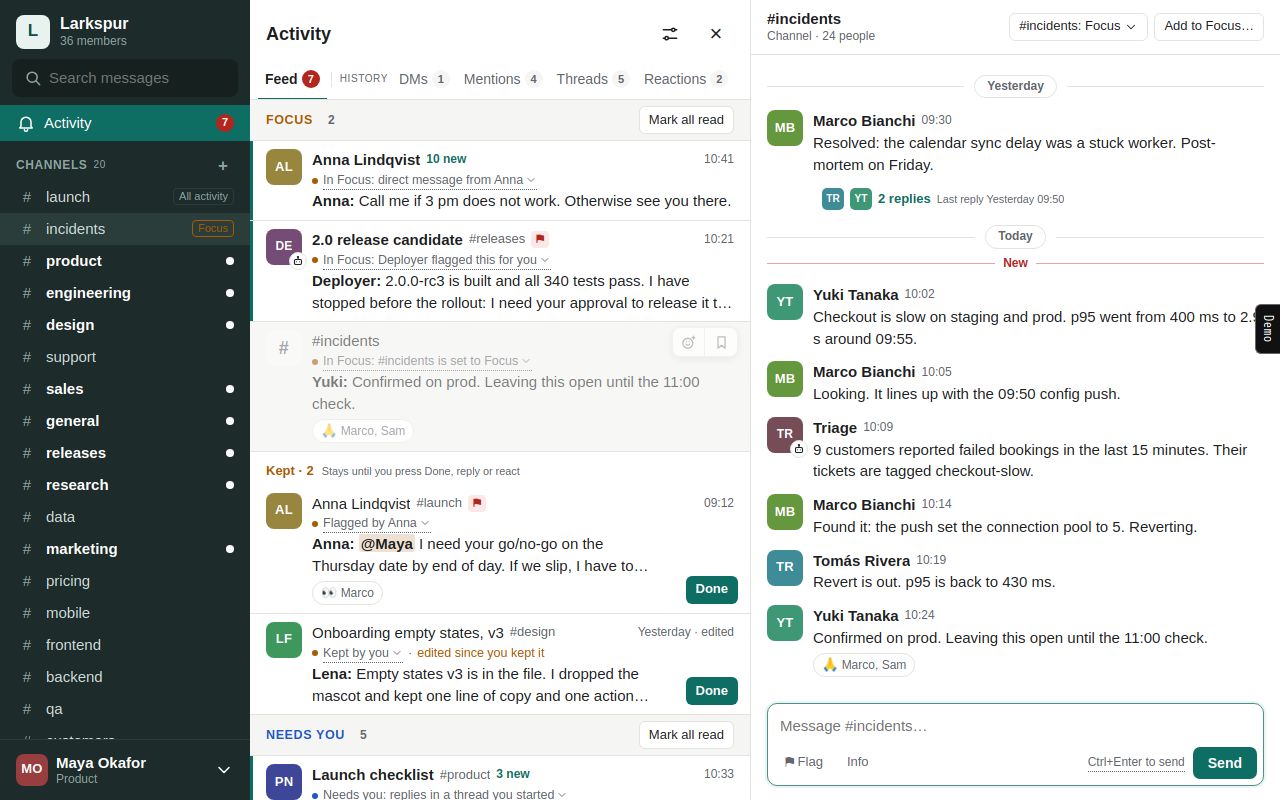 L
Larkspur
36 members
Search messages
Activity
7
CHANNELS 20
+
# launch All activity
# incidents Focus
# product
# engineering
# design
# support
# sales
# general
# releases
# research
# data
# marketing
# pricing
# mobile
# frontend
# backend
# qa
MO
Maya Okafor
Product
Activity
Feed 7 HISTORY DMs 1 Mentions 4 Threads 5 Reactions 2
FOCUS 2 Mark all read
AL
Anna Lindqvist 10 new 10:41
In Focus: direct message from Anna
Anna: Call me if 3 pm does not work. Otherwise see you there.
DE
2.0 release candidate #releases 10:21
In Focus: Deployer flagged this for you
Deployer: 2.0.0-rc3 is built and all 340 tests pass. I have
stopped before the rollout: I need your approval to release it t…
#
#incidents
In Focus: #incidents is set to Focus
Yuki: Confirmed on prod. Leaving this open until the 11:00
check.
🙏 Marco, Sam
Kept · 2 Stays until you press Done, reply or react
AL
Anna Lindqvist #launch 09:12
Flagged by Anna
Anna: @Maya I need your go/no-go on the
Thursday date by end of day. If we slip, I have to…
👀 Marco
Done
LF
Onboarding empty states, v3 #design Yesterday · edited
Kept by you · edited since you kept it
Lena: Empty states v3 is in the file. I dropped the
mascot and kept one line of copy and one action…
Done
NEEDS YOU 5 Mark all read
PN
Launch checklist #product 3 new 10:33
Needs you: replies in a thread you started
#incidents
Channel · 24 people
#incidents: Focus
Add to Focus…
Yesterday
MB
Marco Bianchi 09:30
Resolved: the calendar sync delay was a stuck worker. Post-
mortem on Friday.
TR YT 2 replies Last reply Yesterday 09:50
Today
New
YT
Yuki Tanaka 10:02
Checkout is slow on staging and prod. p95 went from 400 ms to 2.
s around 09:55.
Demo
MB
Marco Bianchi 10:05
Looking. It lines up with the 09:50 config push.
TR
Triage 10:09
9 customers reported failed bookings in the last 15 minutes. Their
tickets are tagged checkout-slow.
MB
Marco Bianchi 10:14
Found it: the push set the connection pool to 5. Reverting.
TR
Tomás Rivera 10:19
Revert is out. p95 is back to 430 ms.
YT
Yuki Tanaka 10:24
Confirmed on prod. Leaving this open until the 11:00 check.
🙏 Marco, Sam
Message #incidents…
Flag Info Ctrl+Enter to send Send